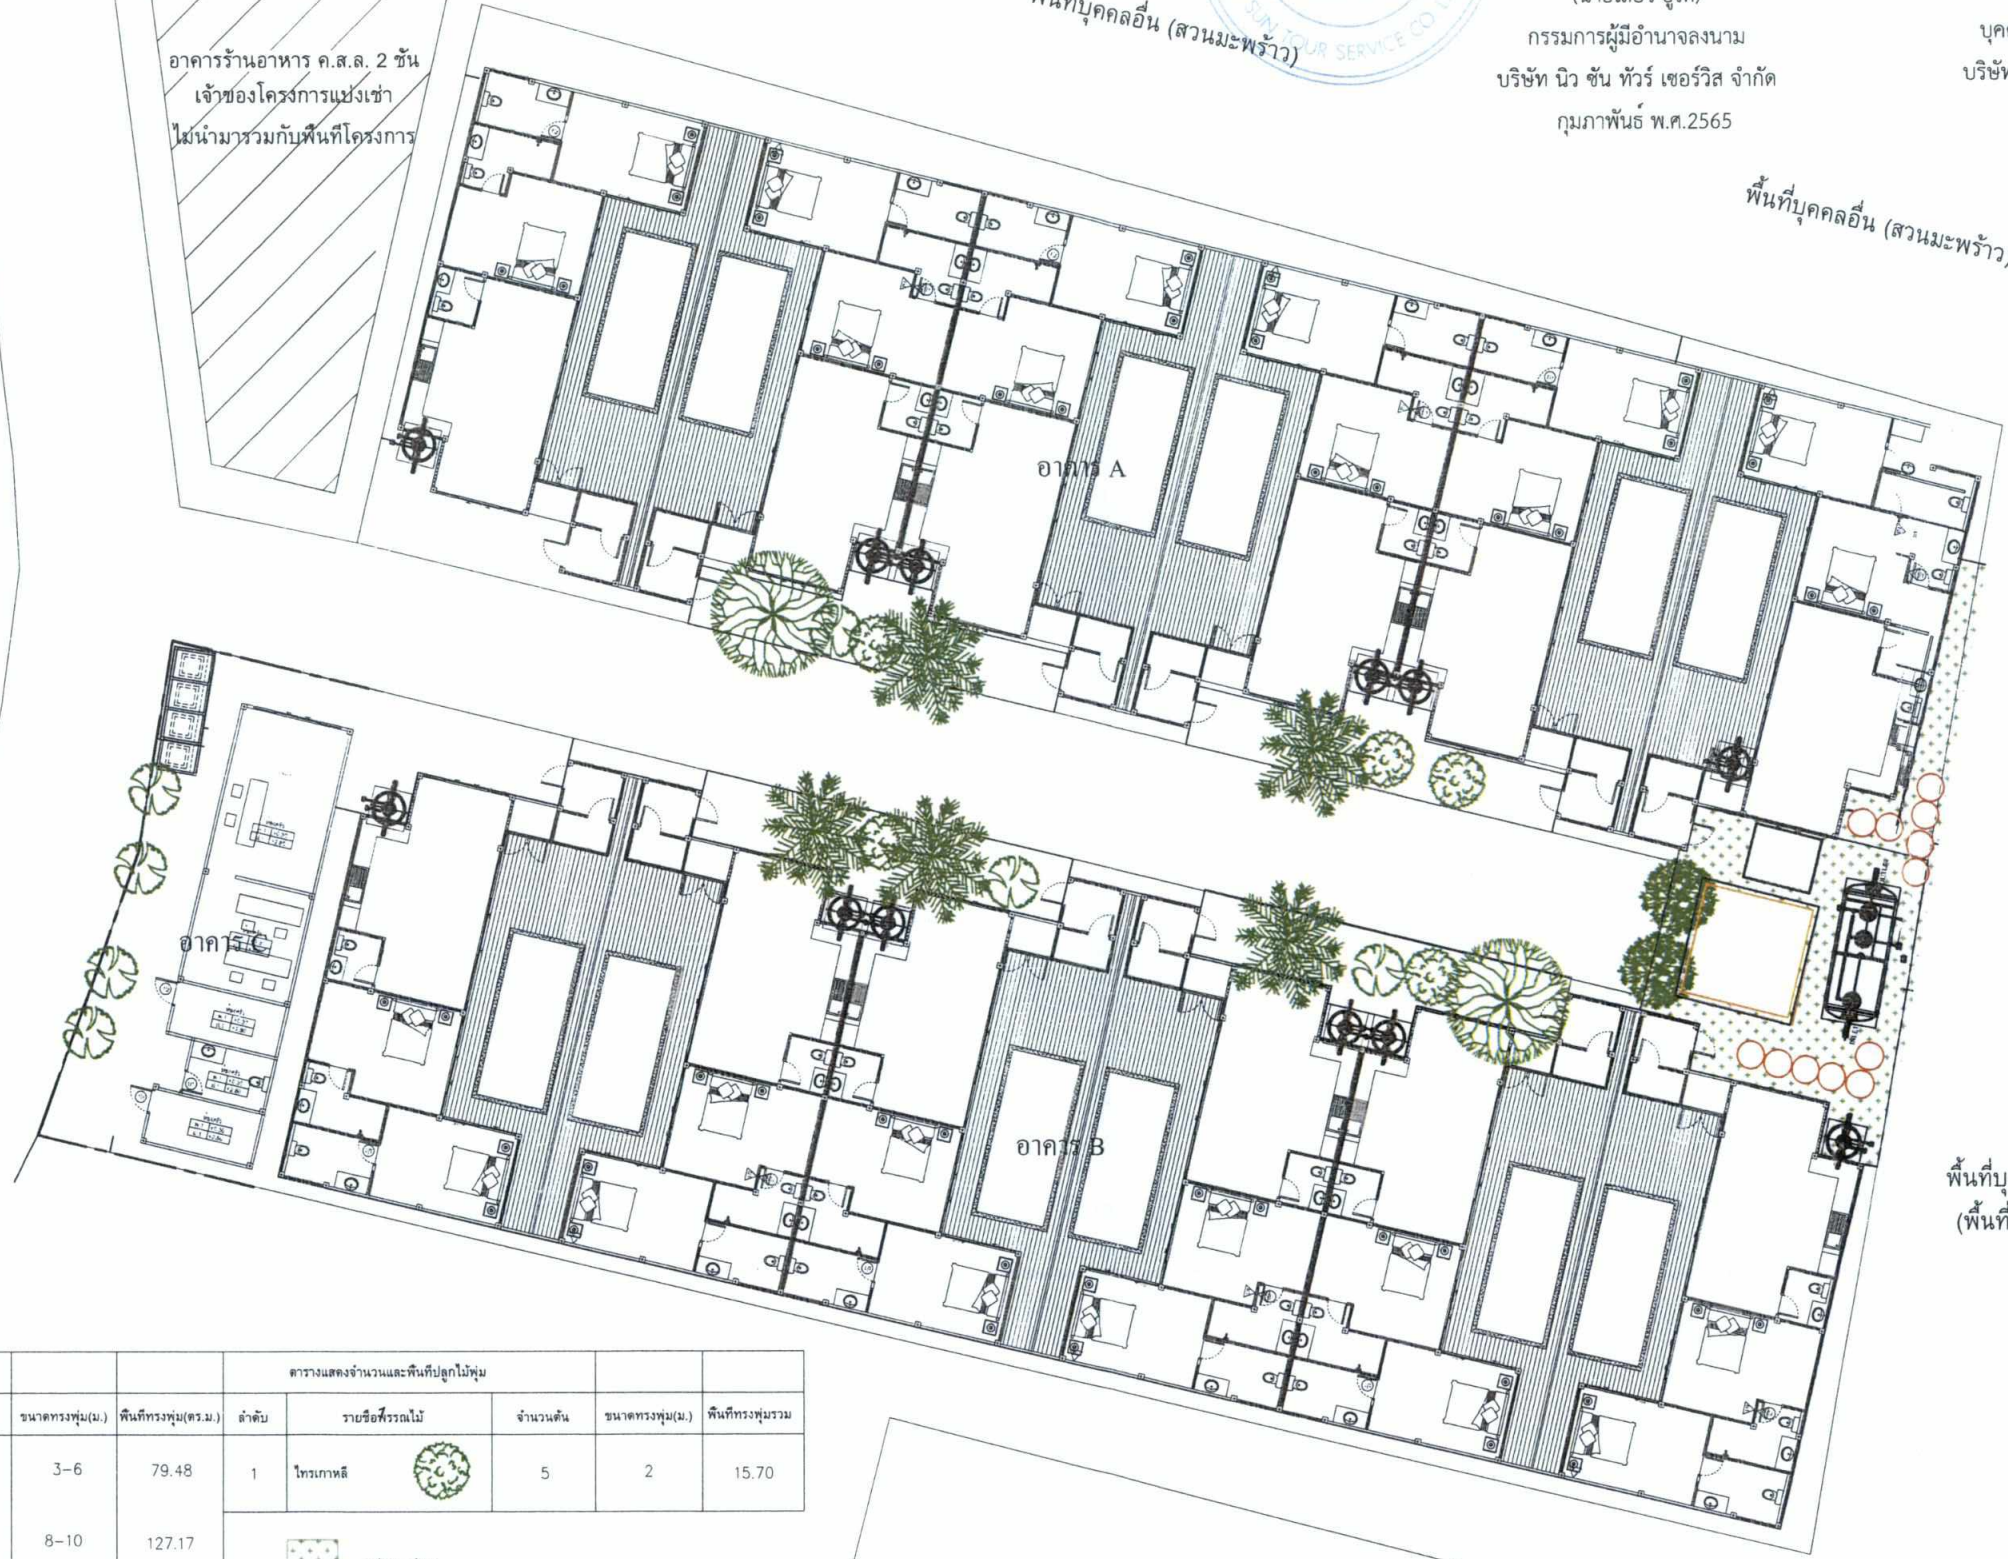 อาคารร้านอาหาร ค.ส.ล. 2 ชั้น
เจ้าของโครงการแบ่งเช่า
ไม่นำมารวมกับพื้นที่โครงการ
พื้นที่บุคคลอื่น (สวนมะพร้าว)
SUN TOUR SERVICE CO
กรรมการผู้มีอำนาจลงนาม
บริษัท นิว ซัน ทัวร์ เซอร์วิส จำกัด
กุมภาพันธ์ พ.ศ.2565
พื้นที่บุคคลอื่น (สวนมะพร้าว)
อาคาร A
อาคาร C
อาคาร B
ตารางแสดงจำนวนและพื้นที่ปลูกไม้พุ่ม
ขนาดทรงพุ่ม(ม.) พื้นที่ทรงพุ่ม(ตร.ม.) ลำดับ รายชื่อพรรณไม้ จำนวนต้น ขนาดทรงพุ่ม(ม.) พื้นที่ทรงพุ่มรวม
3-6 79.48 1 ไทรเกาหลี 5 2 15.70
8-10 127.17